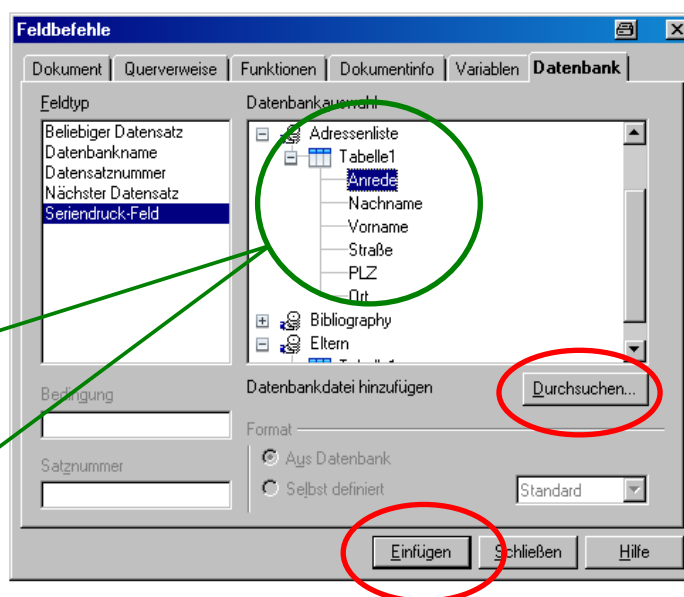 Feldbefehle
Dokument Querverweise Funktionen Dokumentinfo Variablen Datenbank
Feldtyp
Beliebiger Datensatz
Datenbankname
Datensatznummer
Nächster Datensatz
Seriendruck-Feld
Datenbankauswahl
Adressenliste
Tabelle1
Anrede
Nachname
Vorname
Straße
PLZ
Ort
Bibliography
Eltern
Tabelle1
Datenbankdatei hinzufügen
Durchsuchen...
Bedingung
Satznummer
Format
Aus Datenbank
Selbst definiert
Standard
Einfügen Schließen Hilfe